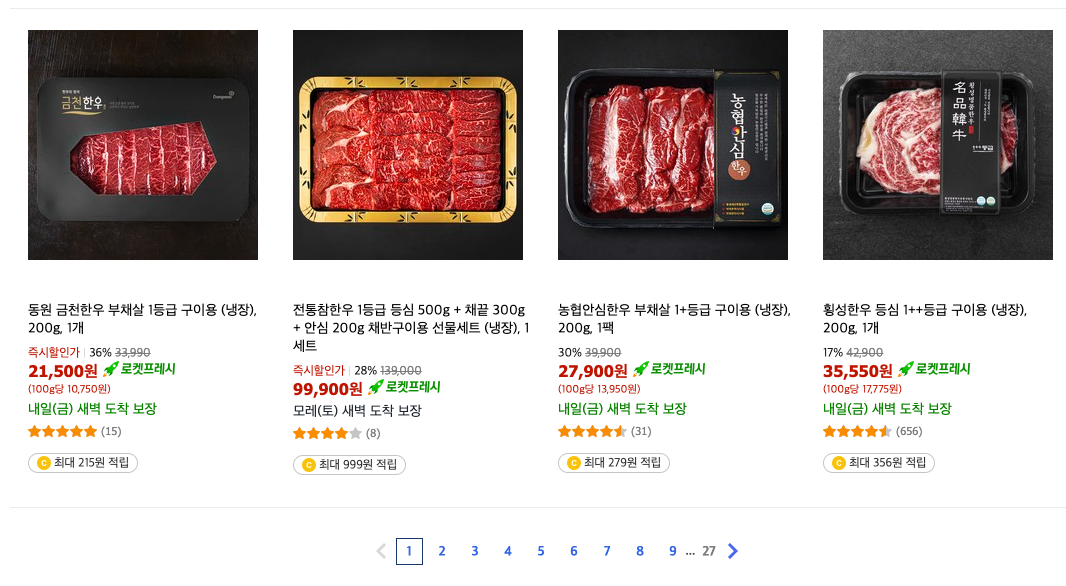 한우의 품격
금천한우
Dongwon
농협안심
한우
횡성명품한우
名品韓牛
1++등급
동원 금천한우 부채살 1등급 구이용 (냉장),
200g, 1개
즉시할인가 36% 33,990
21,500원 로켓프레시
(100g당 10,750원)
내일(금) 새벽 도착 보장
(15)
C 최대 215원 적립
전통참한우 1등급 등심 500g + 채끝 300g
+ 안심 200g 채반구이용 선물세트 (냉장), 1
세트
즉시할인가 28% 139,000
99,900원 로켓프레시
모레(토) 새벽 도착 보장
(8)
C 최대 999원 적립
농협안심한우 부채살 1+등급 구이용 (냉장),
200g, 1팩
30% 39,900
27,900원 로켓프레시
(100g당 13,950원)
내일(금) 새벽 도착 보장
(31)
C 최대 279원 적립
횡성한우 등심 1++등급 구이용 (냉장),
200g, 1개
17% 42,900
35,550원 로켓프레시
(100g당 17,775원)
내일(금) 새벽 도착 보장
(656)
C 최대 356원 적립
1 2 3 4 5 6 7 8 9 ... 27